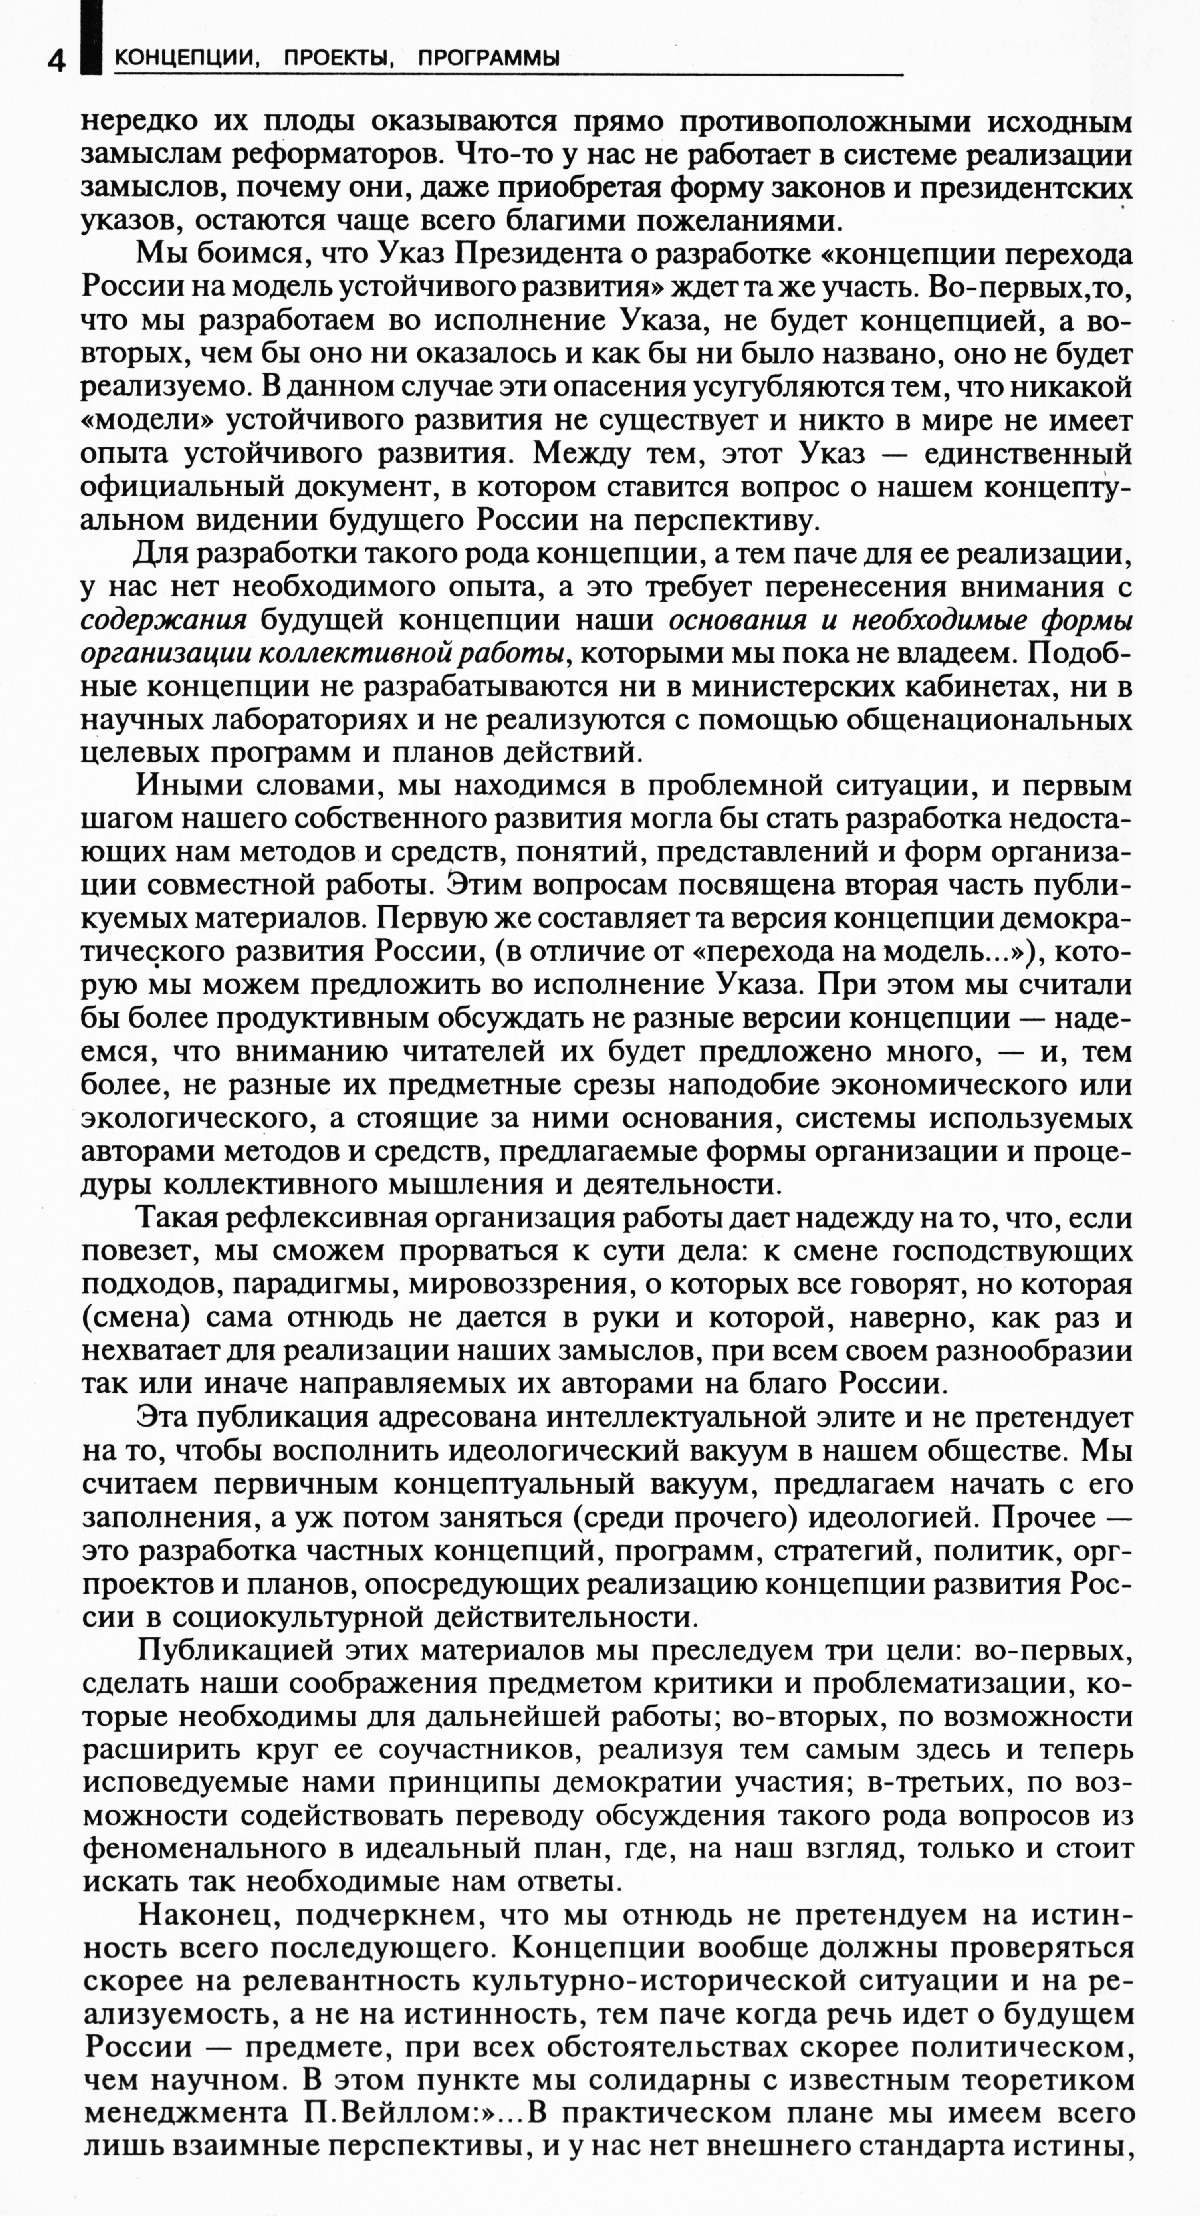 4 КОНЦЕПЦИИ, ПРОЕКТЫ, ПРОГРАММЫ
нередко их плоды оказываются прямо противоположными исходным
замыслам реформаторов. Что-то у нас не работает в системе реализации
замыслов, почему они, даже приобретая форму законов и президентских
указов, остаются чаще всего благими пожеланиями.
Мы боимся, что Указ Президента о разработке «концепции перехода
России на модель устойчивого развития» ждет та же участь. Во-первых,то,
что мы разработаем во исполнение Указа, не будет концепцией, а во-
вторых, чем бы оно ни оказалось и как бы ни было названо, оно не будет
реализуемо. В данном случае эти опасения усугубляются тем, что никакой
«модели» устойчивого развития не существует и никто в мире не имеет
опыта устойчивого развития. Между тем, этот Указ — единственный
официальный документ, в котором ставится вопрос о нашем концепту-
альном видении будущего России на перспективу.
Для разработки такого рода концепции, а тем паче для ее реализации,
у нас нет необходимого опыта, а это требует перенесения внимания с
содержания будущей концепции наши основания и необходимые формы
организации коллективной работы, которыми мы пока не владеем. Подоб-
ные концепции не разрабатываются ни в министерских кабинетах, ни в
научных лабораториях и не реализуются с помощью общенациональных
целевых программ и планов действий.
Иными словами, мы находимся в проблемной ситуации, и первым
шагом нашего собственного развития могла бы стать разработка недоста-
ющих нам методов и средств, понятий, представлений и форм организа-
ции совместной работы. Этим вопросам посвящена вторая часть публи-
куемых материалов. Первую же составляет та версия концепции демокра-
тического развития России, (в отличие от «перехода на модель...»), кото-
рую мы можем предложить во исполнение Указа. При этом мы считали
бы более продуктивным обсуждать не разные версии концепции — наде-
емся, что вниманию читателей их будет предложено много, — и, тем
более, не разные их предметные срезы наподобие экономического или
экологического, а стоящие за ними основания, системы используемых
авторами методов и средств, предлагаемые формы организации и проце-
дуры коллективного мышления и деятельности.
Такая рефлексивная организация работы дает надежду на то, что, если
повезет, мы сможем прорваться к сути дела: к смене господствующих
подходов, парадигмы, мировоззрения, о которых все говорят, но которая
(смена) сама отнюдь не дается в руки и которой, наверно, как раз и
нехватает для реализации наших замыслов, при всем своем разнообразии
так или иначе направляемых их авторами на благо России.
Эта публикация адресована интеллектуальной элите и не претендует
на то, чтобы восполнить идеологический вакуум в нашем обществе. Мы
считаем первичным концептуальный вакуум, предлагаем начать с его
заполнения, а уж потом заняться (среди прочего) идеологией. Прочее —
это разработка частных концепций, программ, стратегий, политик, орг-
проектов и планов, опосредующих реализацию концепции развития Рос-
сии в социокультурной действительности.
Публикацией этих материалов мы преследуем три цели: во-первых,
сделать наши соображения предметом критики и проблематизации, ко-
торые необходимы для дальнейшей работы; во-вторых, по возможности
расширить круг ее соучастников, реализуя тем самым здесь и теперь
исповедуемые нами принципы демократии участия; в-третьих, по воз-
можности содействовать переводу обсуждения такого рода вопросов из
феноменального в идеальный план, где, на наш взгляд, только и стоит
искать так необходимые нам ответы.
Наконец, подчеркнем, что мы отнюдь не претендуем на истин-
ность всего последующего. Концепции вообще должны проверяться
скорее на релевантность культурно-исторической ситуации и на ре-
ализуемость, а не на истинность, тем паче когда речь идет о будущем
России — предмете, при всех обстоятельствах скорее политическом,
чем научном. В этом пункте мы солидарны с известным теоретиком
менеджмента П.Вейллом:»...В практическом плане мы имеем всего
лишь взаимные перспективы, и у нас нет внешнего стандарта истины,